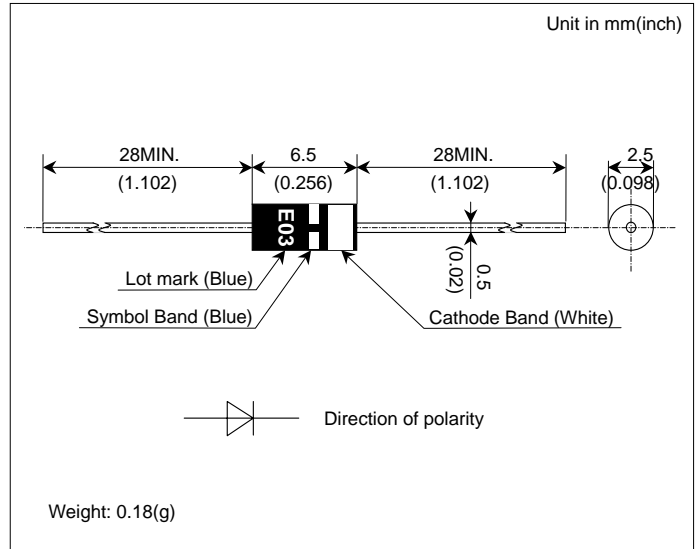 Unit in mm(inch)
28MIN. 6.5 28MIN. 2.5
(1.102) (0.256) (1.102) (0.098)
E03
0.5
(0.02)
Lot mark (Blue)
Symbol Band (Blue) Cathode Band (White)
Direction of polarity
Weight: 0.18(g)